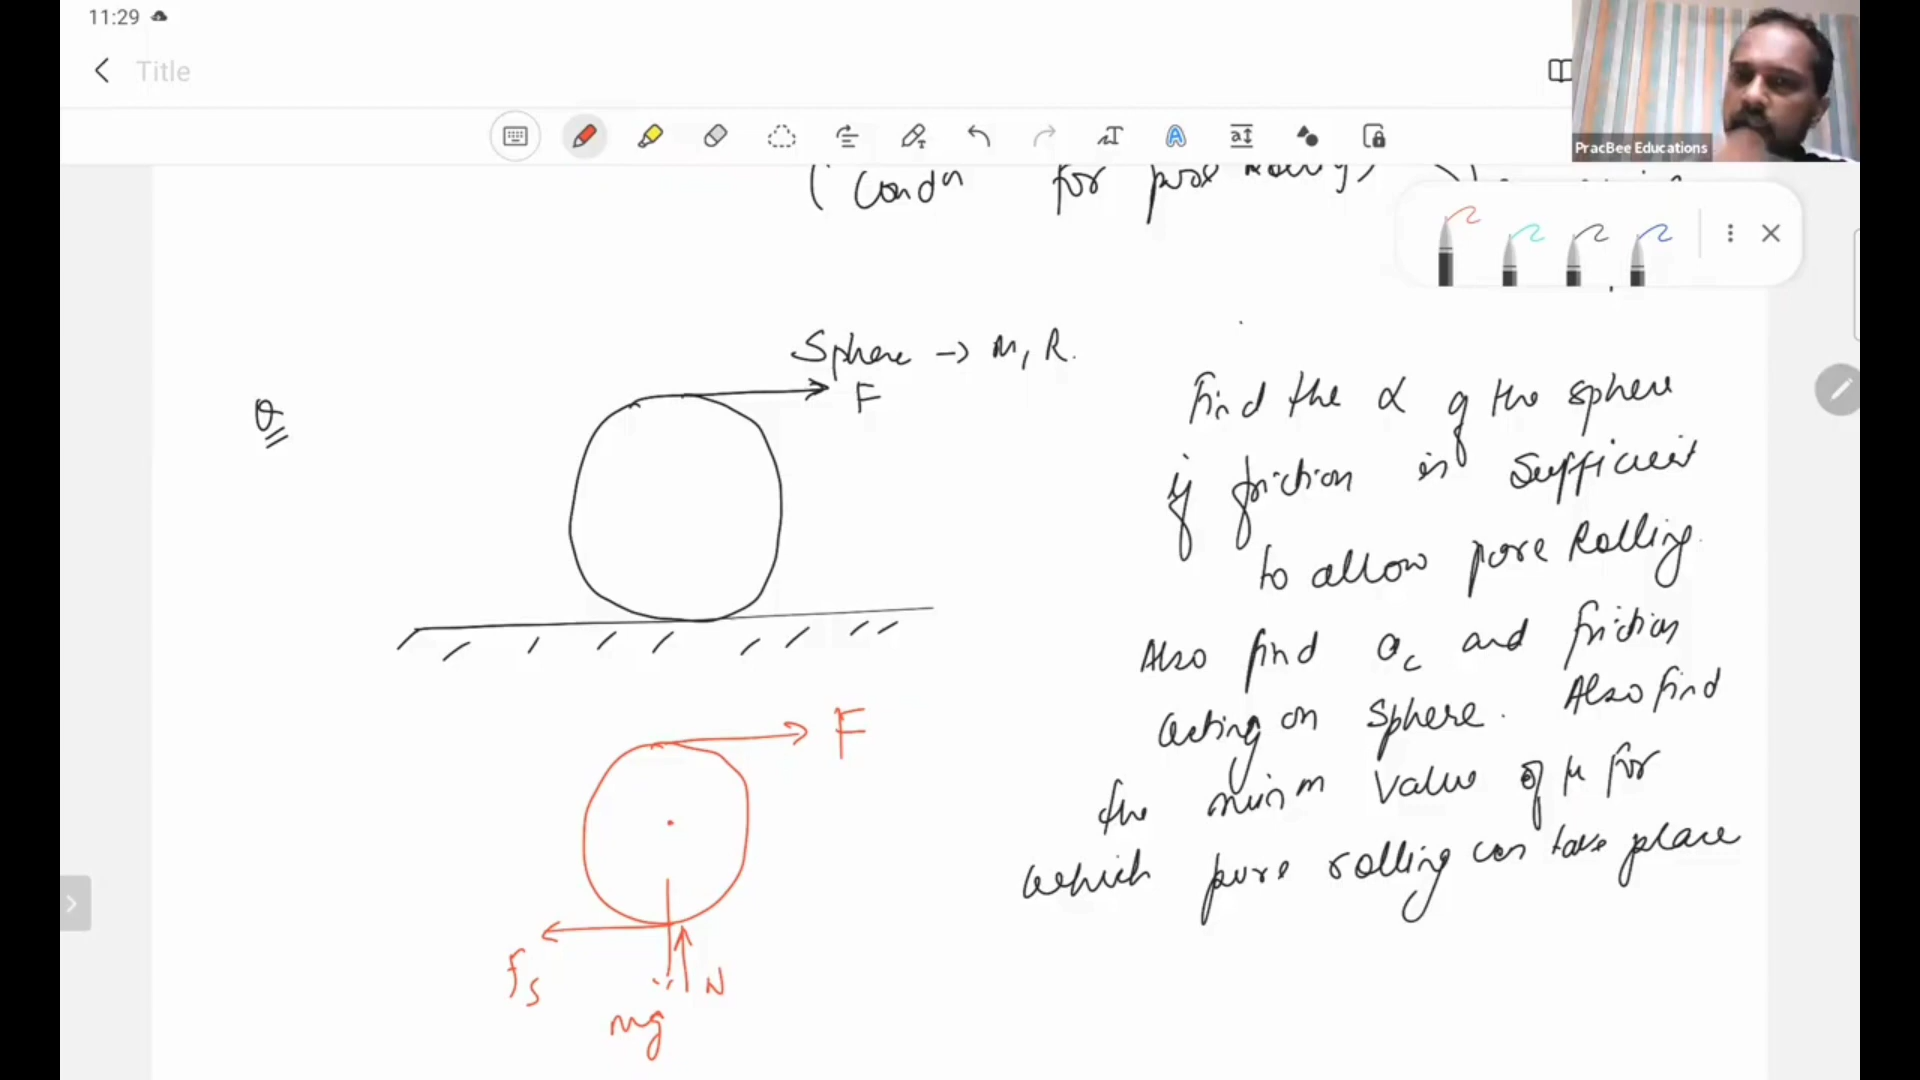 11:29
Title
PracBee Educations
(Condn for pure Rolling)
Sphere → M, R.
F
Q
Find the α of the sphere
if friction is sufficient
to allow pure Rolling.
Also find ac and friction
acting on sphere. Also find
the minm value of μ for
which pure rolling can take place
F
fs
N
mg